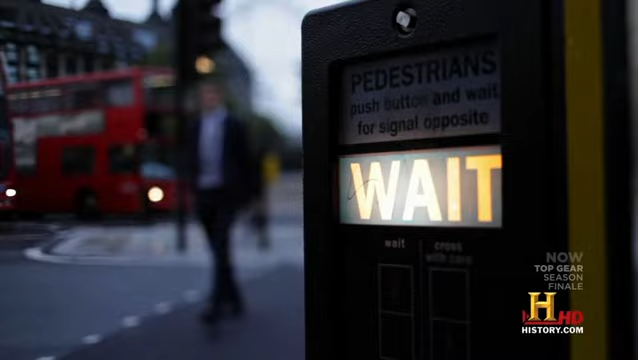 PEDESTRIANS
push button and wait
for signal opposite
WAIT
wait
cross
with care
NOW
TOP GEAR
SEASON
FINALE
H HD
HISTORY.COM